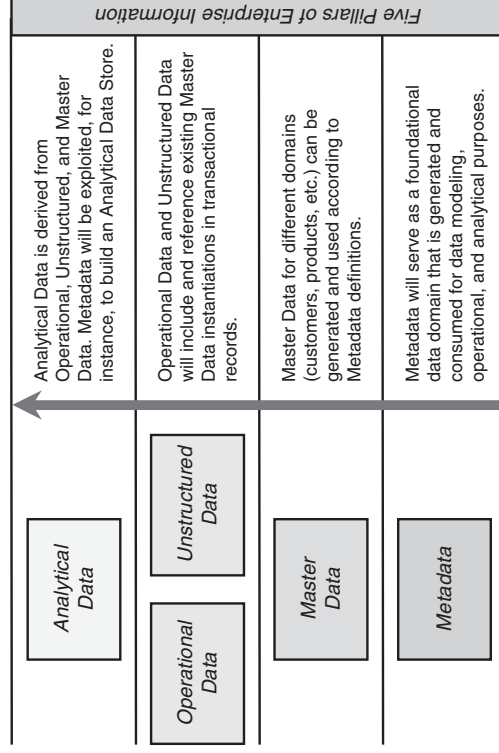 Five Pillars of Enterprise Information
Analytical
Data
Analytical Data is derived from
Operational, Unstructured, and Master
Data. Metadata will be exploited, for
instance, to build an Analytical Data Store.
Operational
Data
Unstructured
Data
Operational Data and Unstructured Data
will include and reference existing Master
Data instantiations in transactional
records.
Master
Data
Master Data for different domains
(customers, products, etc.) can be
generated and used according to
Metadata definitions.
Metadata
Metadata will serve as a foundational
data domain that is generated and
consumed for data modeling,
operational, and analytical purposes.